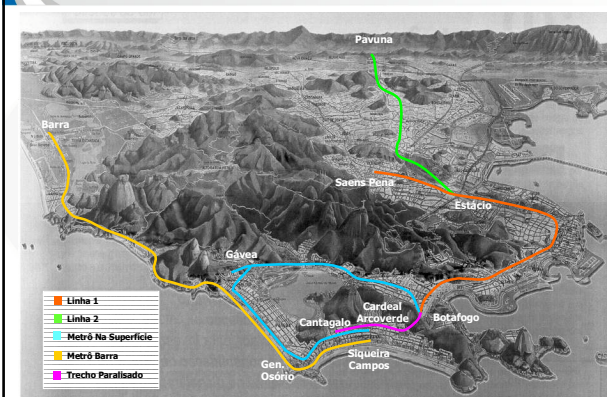 Pavuna
Barra
Saens Pena
Estácio
Gávea
Cardeal
Arcoverde
Botafogo
Cantagalo
Siqueira
Campos
Gen.
Osório
Linha 1
Linha 2
Metrô Na Superfície
Metrô Barra
Trecho Paralisado